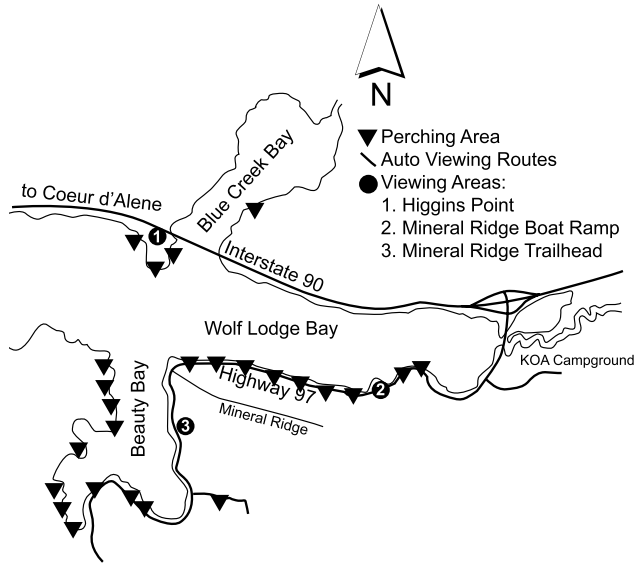 N
Perching Area
Auto Viewing Routes
Viewing Areas:
1. Higgins Point
2. Mineral Ridge Boat Ramp
3. Mineral Ridge Trailhead
Blue Creek Bay
to Coeur d'Alene
1
Interstate 90
Wolf Lodge Bay
KOA Campground
Beauty Bay
Highway 97
2
Mineral Ridge
3